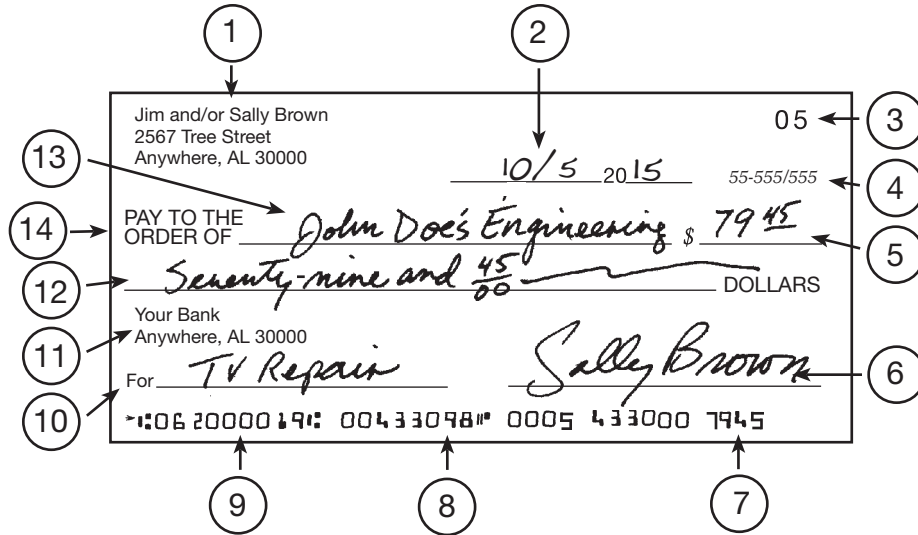 1
2
Jim and/or Sally Brown
05
3
2567 Tree Street
Anywhere, AL 30000
13
10/5 2015
55-555/555
4
14
PAY TO THE
ORDER OF John Doe's Engineering $ 79 45
5
12
Seventy-nine and 45/00 DOLLARS
11
Your Bank
Anywhere, AL 30000
10
For TV Repair
Sally Brown
6
⑆062000019⑆ 004330981⑈ 0005 433000 7945
9
8
7